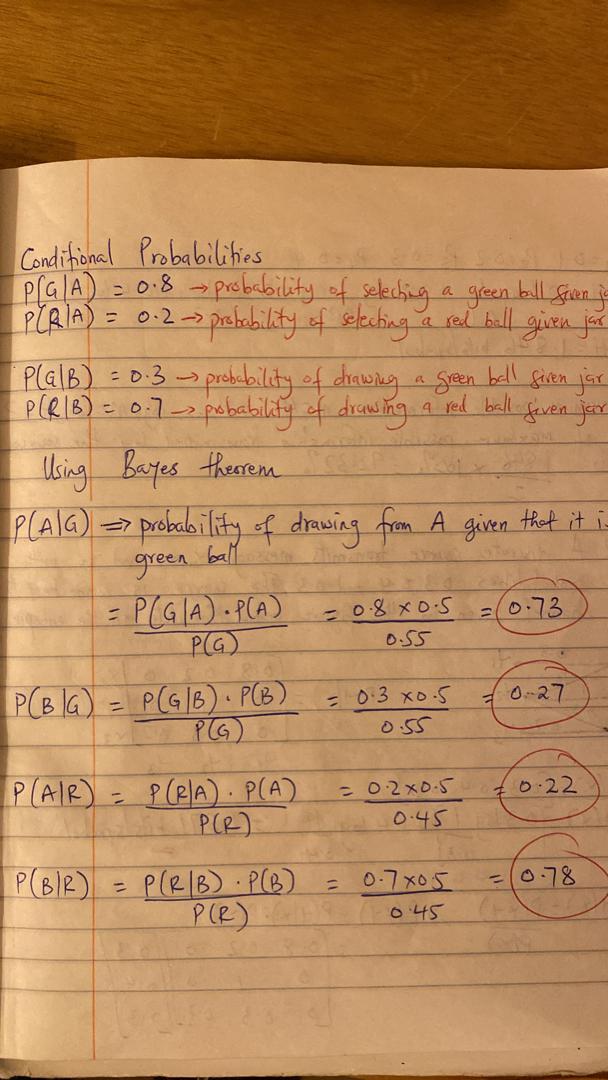 Conditional Probabilities
P(G|A) = 0.8 → probability of selecting a green ball given
P(R|A) = 0.2 → probability of selecting a red ball given jar
P(G|B) = 0.3 → probability of drawing a green ball given jar
P(R|B) = 0.7 → probability of drawing a red ball given jar
Using Bayes theorem
P(A|G) ⇒ probability of drawing from A given that it
green ball
= P(G|A) · P(A) / P(G) = 0.8 × 0.5 / 0.55 = 0.73
P(B|G) = P(G|B) · P(B) / P(G) = 0.3 × 0.5 / 0.55 = 0.27
P(A|R) = P(R|A) · P(A) / P(R) = 0.2 × 0.5 / 0.45 = 0.22
P(B|R) = P(R|B) · P(B) / P(R) = 0.7 × 0.5 / 0.45 = 0.78